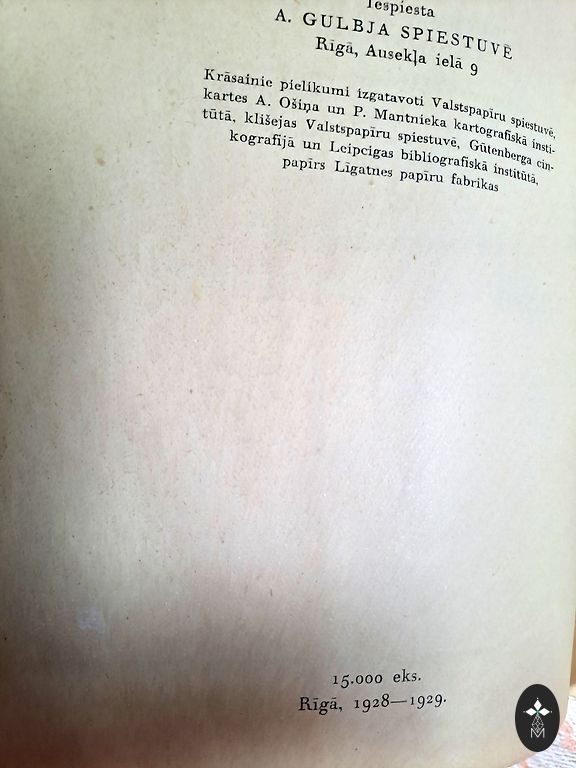 Iespiesta
A. GULBJA SPIESTUVĒ
Rīgā, Ausekļa ielā 9
Krāsainie pielikumi izgatavoti Valstspapīru spiestuvē,
kartes A. Ošiņa un P. Mantnieka kartografiskā insti-
tūtā, klišejas Valstspapīru spiestuvē, Gūtenberga cin-
kografijā un Leipcigas bibliografiskā institūtā,
papīrs Līgatnes papīru fabrikas
15.000 eks.
Rīgā, 1928—1929.
M